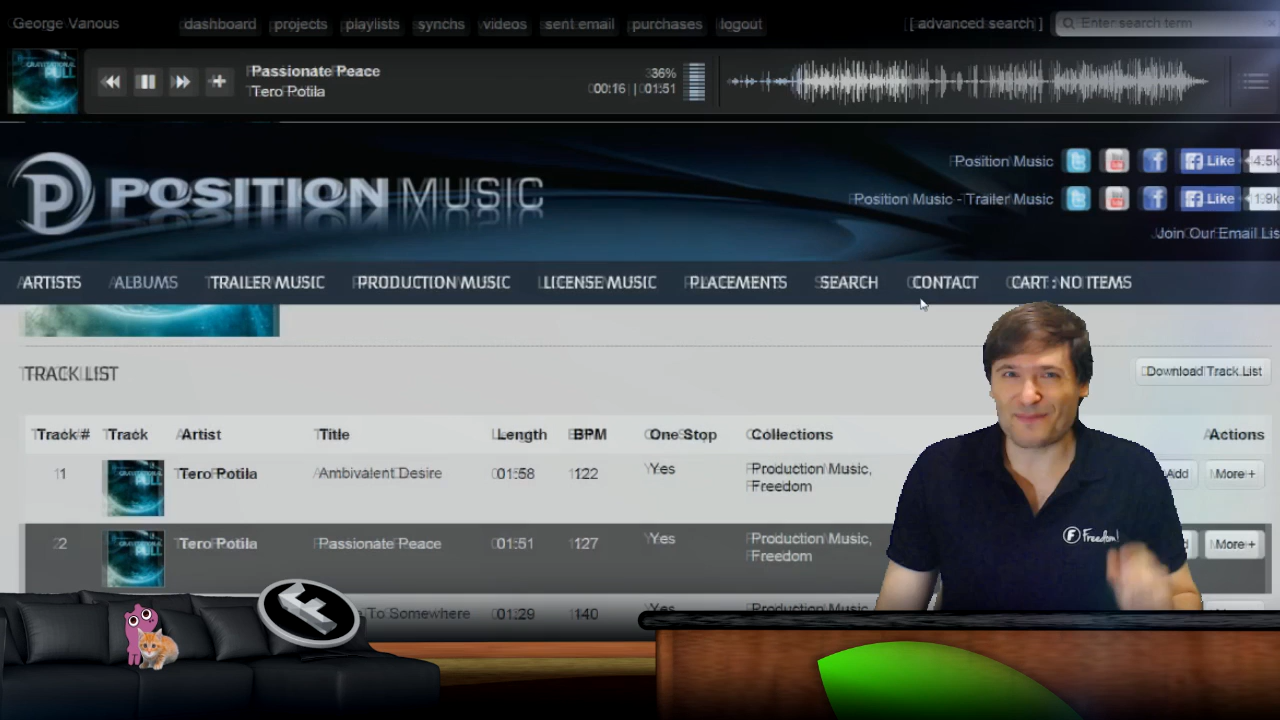 George Vanous dashboard projects playlists synchs videos sent email purchases logout [ advanced search ] Enter search term
Passionate Peace
Tero Potila
36%
00:16 | 01:51
GRAVITATIONAL PULL
POSITION MUSIC
Position Music Like 4.5k
Position Music - Trailer Music Like 1.9k
Join Our Email Lis
ARTISTS ALBUMS TRAILER MUSIC PRODUCTION MUSIC LICENSE MUSIC PLACEMENTS SEARCH CONTACT CART : NO ITEMS
TRACK LIST Download Track List
Track # Track Artist Title Length BPM One Stop Collections Actions
1 Tero Potila Ambivalent Desire 01:58 122 Yes Production Music, Freedom Add More +
2 Tero Potila Passionate Peace 01:51 127 Yes Production Music, Freedom More +
To Somewhere 01:29 140 Yes Production Music,
Freedom!